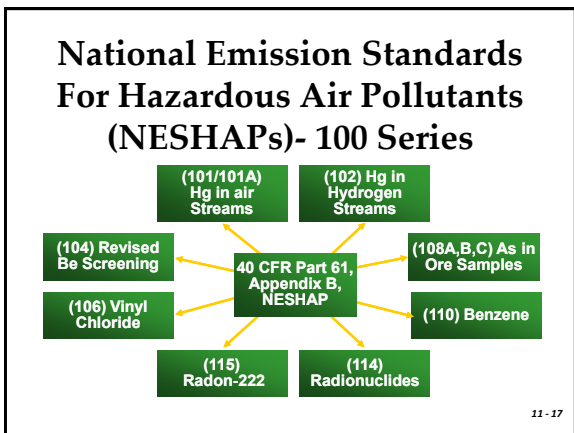 National Emission Standards
For Hazardous Air Pollutants
(NESHAPs)- 100 Series
(101/101A)
Hg in air
Streams
(102) Hg in
Hydrogen
Streams
(104) Revised
Be Screening
40 CFR Part 61,
Appendix B,
NESHAP
(108A,B,C) As in
Ore Samples
(106) Vinyl
Chloride
(110) Benzene
(115)
Radon-222
(114)
Radionuclides
11 - 17